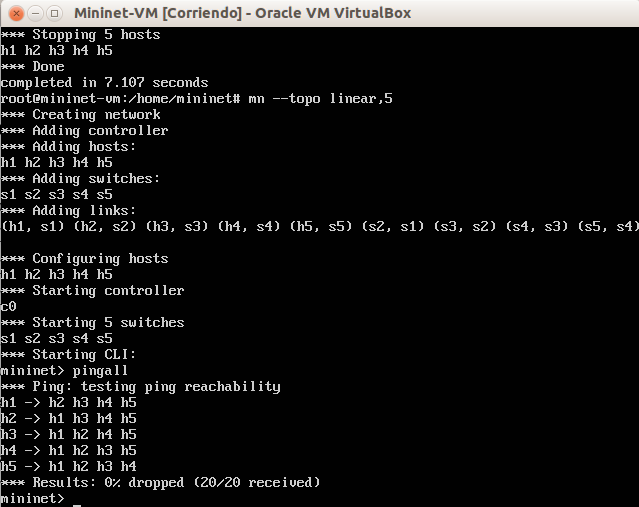 Mininet-VM [Corriendo] - Oracle VM VirtualBox
*** Stopping 5 hosts
h1 h2 h3 h4 h5
*** Done
completed in 7.107 seconds
root@mininet-vm:/home/mininet# mn --topo linear,5
*** Creating network
*** Adding controller
*** Adding hosts:
h1 h2 h3 h4 h5
*** Adding switches:
s1 s2 s3 s4 s5
*** Adding links:
(h1, s1) (h2, s2) (h3, s3) (h4, s4) (h5, s5) (s2, s1) (s3, s2) (s4, s3) (s5, s4)
*** Configuring hosts
h1 h2 h3 h4 h5
*** Starting controller
c0
*** Starting 5 switches
s1 s2 s3 s4 s5
*** Starting CLI:
mininet> pingall
*** Ping: testing ping reachability
h1 -> h2 h3 h4 h5
h2 -> h1 h3 h4 h5
h3 -> h1 h2 h4 h5
h4 -> h1 h2 h3 h5
h5 -> h1 h2 h3 h4
*** Results: 0% dropped (20/20 received)
mininet> _